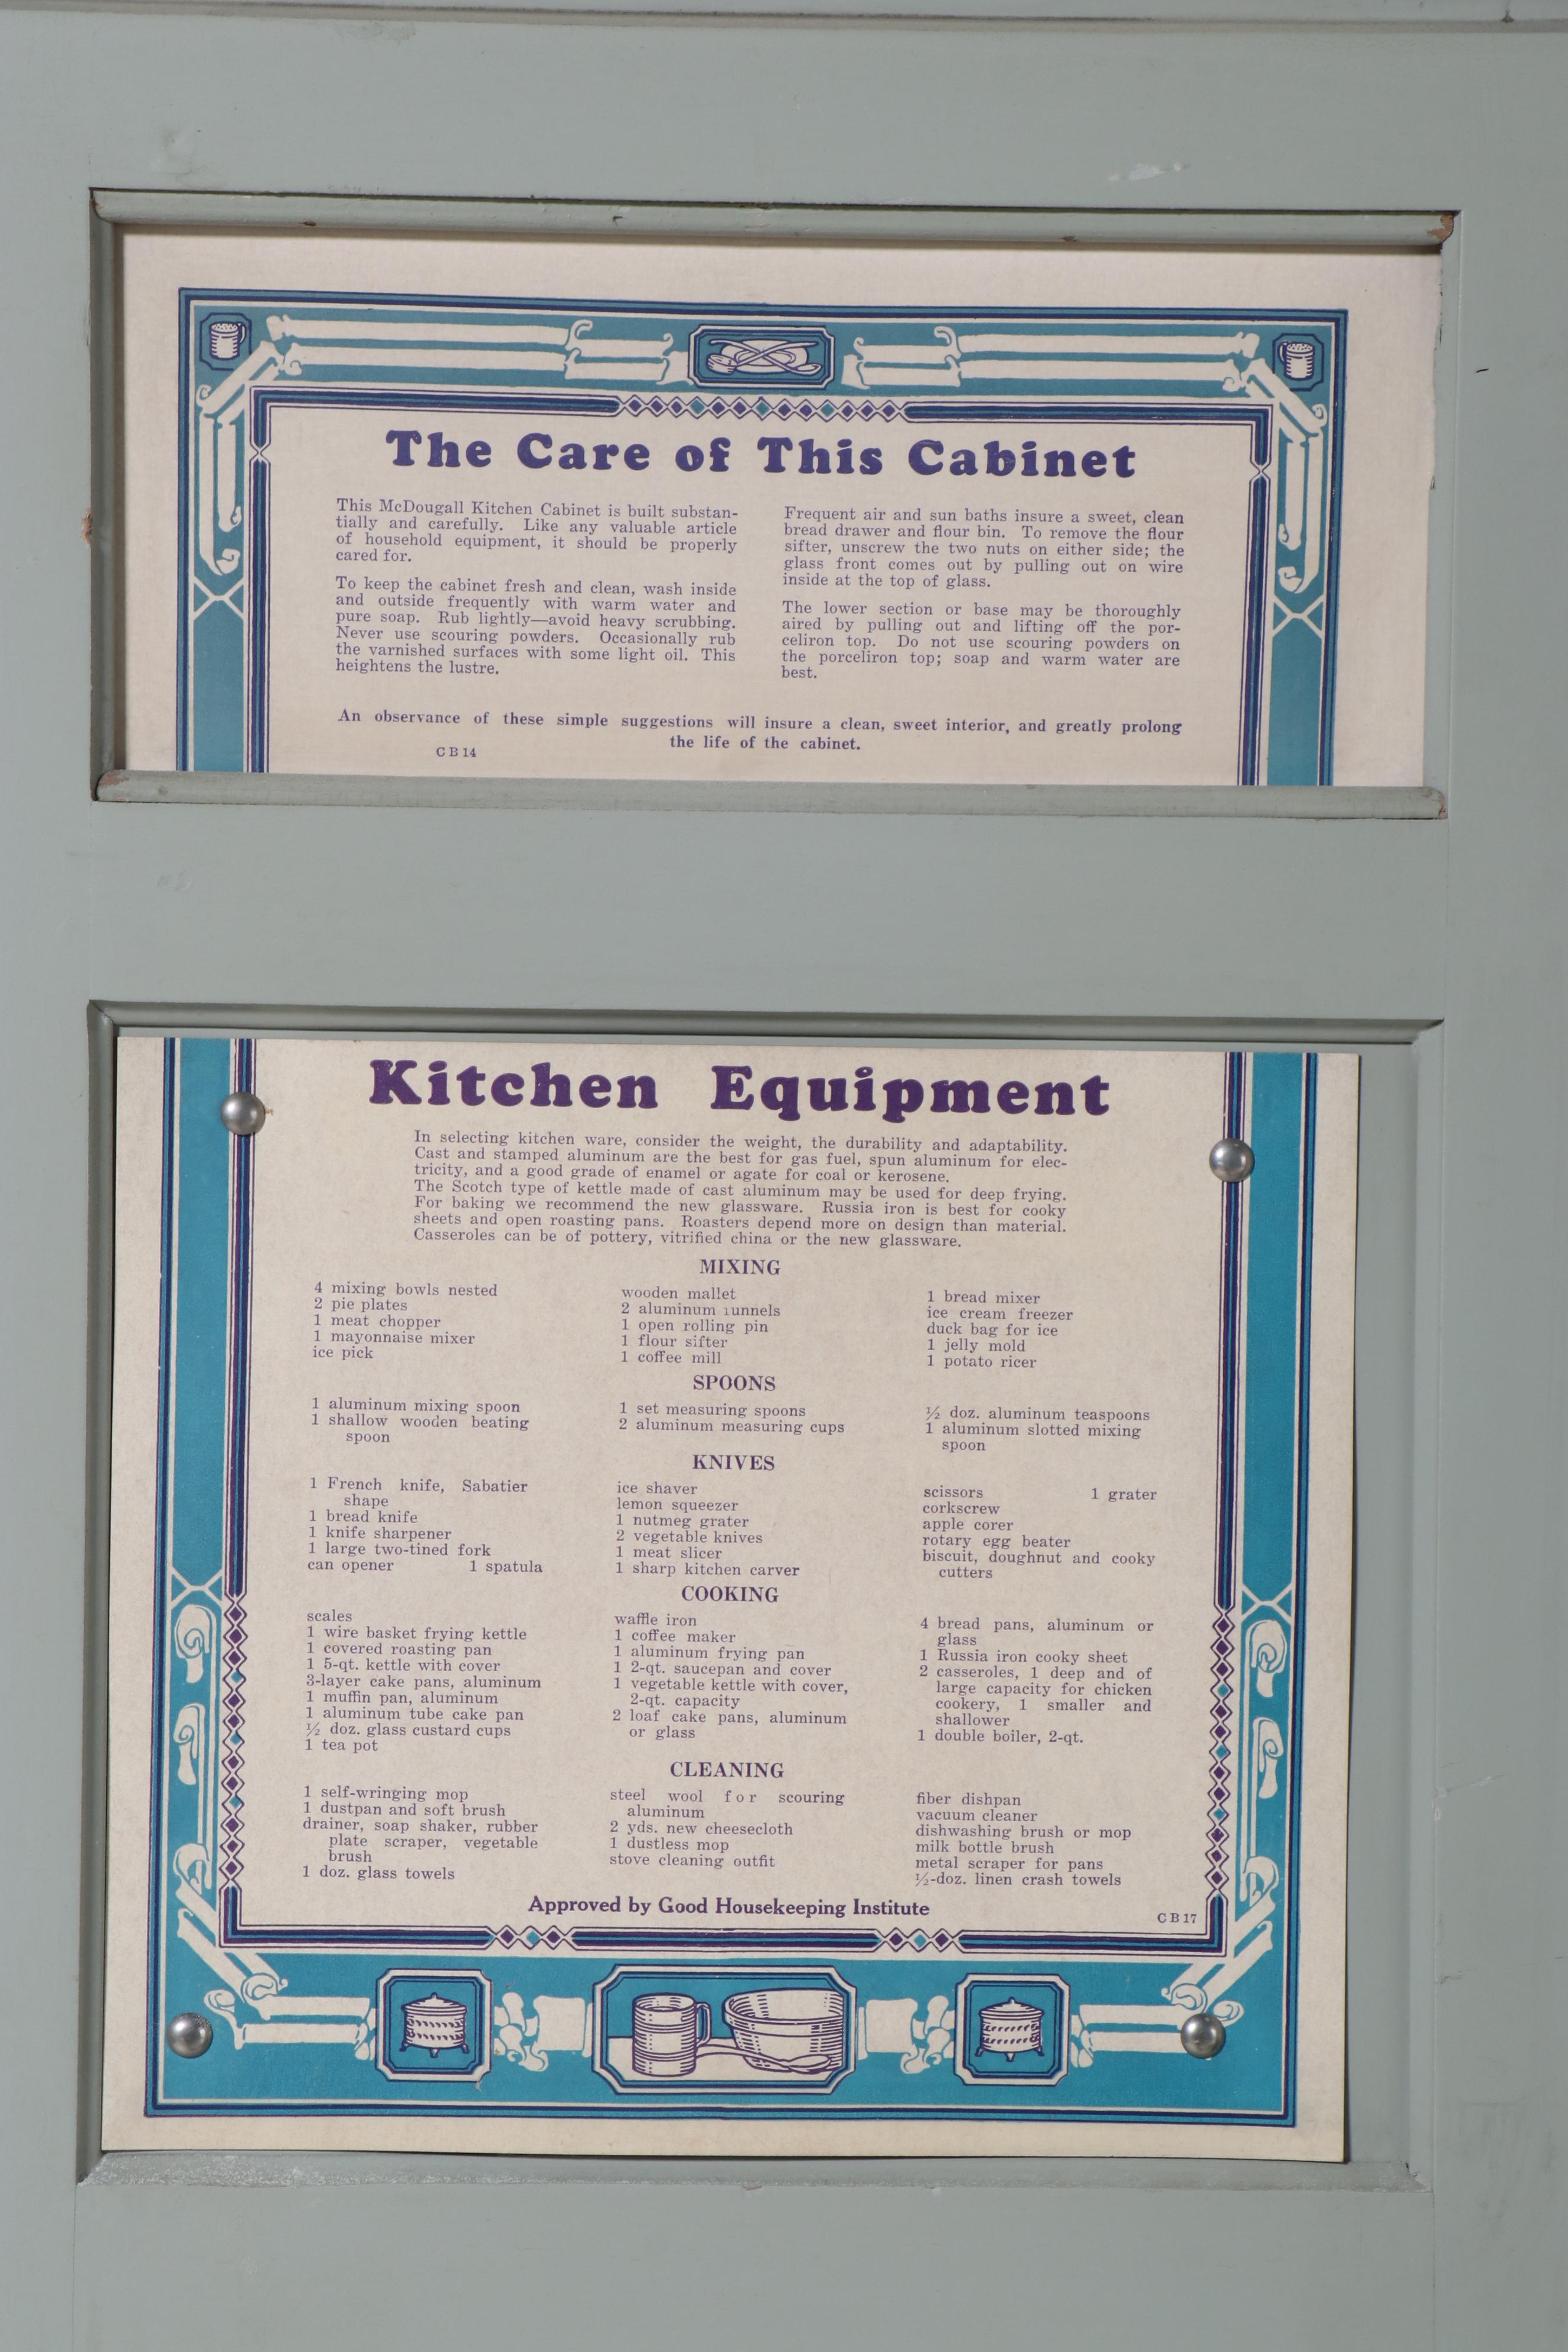 The Care of This Cabinet
This McDougall Kitchen Cabinet is built substan-
tially and carefully. Like any valuable article
of household equipment, it should be properly
cared for.
To keep the cabinet fresh and clean, wash inside
and outside frequently with warm water and
pure soap. Rub lightly—avoid heavy scrubbing.
Never use scouring powders. Occasionally rub
the varnished surfaces with some light oil. This
heightens the lustre.
Frequent air and sun baths insure a sweet, clean
bread drawer and flour bin. To remove the flour
sifter, unscrew the two nuts on either side; the
glass front comes out by pulling out on wire
inside at the top of glass.
The lower section or base may be thoroughly
aired by pulling out and lifting off the por-
celiron top. Do not use scouring powders on
the porceliron top; soap and warm water are
best.
An observance of these simple suggestions will insure a clean, sweet interior, and greatly prolong
the life of the cabinet.
CB14
Kitchen Equipment
In selecting kitchen ware, consider the weight, the durability and adaptability.
Cast and stamped aluminum are the best for gas fuel, spun aluminum for elec-
tricity, and a good grade of enamel or agate for coal or kerosene.
The Scotch type of kettle made of cast aluminum may be used for deep frying.
For baking we recommend the new glassware. Russia iron is best for cooky
sheets and open roasting pans. Roasters depend more on design than material.
Casseroles can be of pottery, vitrified china or the new glassware.
MIXING
4 mixing bowls nested
2 pie plates
1 meat chopper
1 mayonnaise mixer
ice pick
wooden mallet
2 aluminum funnels
1 open rolling pin
1 flour sifter
1 coffee mill
1 bread mixer
ice cream freezer
duck bag for ice
1 jelly mold
1 potato ricer
SPOONS
1 aluminum mixing spoon
1 shallow wooden beating
spoon
1 set measuring spoons
2 aluminum measuring cups
½ doz. aluminum teaspoons
1 aluminum slotted mixing
spoon
KNIVES
1 French knife, Sabatier
shape
1 bread knife
1 knife sharpener
1 large two-tined fork
can opener 1 spatula
ice shaver
lemon squeezer
1 nutmeg grater
2 vegetable knives
1 meat slicer
1 sharp kitchen carver
scissors 1 grater
corkscrew
apple corer
rotary egg beater
biscuit, doughnut and cooky
cutters
COOKING
scales
1 wire basket frying kettle
1 covered roasting pan
1 5-qt. kettle with cover
3-layer cake pans, aluminum
1 muffin pan, aluminum
1 aluminum tube cake pan
½ doz. glass custard cups
1 tea pot
waffle iron
1 coffee maker
1 aluminum frying pan
1 2-qt. saucepan and cover
1 vegetable kettle with cover,
2-qt. capacity
2 loaf cake pans, aluminum
or glass
4 bread pans, aluminum or
glass
1 Russia iron cooky sheet
2 casseroles, 1 deep and of
large capacity for chicken
cookery, 1 smaller and
shallower
1 double boiler, 2-qt.
CLEANING
1 self-wringing mop
1 dustpan and soft brush
drainer, soap shaker, rubber
plate scraper, vegetable
brush
1 doz. glass towels
steel wool for scouring
aluminum
2 yds. new cheesecloth
1 dustless mop
stove cleaning outfit
fiber dishpan
vacuum cleaner
dishwashing brush or mop
milk bottle brush
metal scraper for pans
½-doz. linen crash towels
Approved by Good Housekeeping Institute
CB17